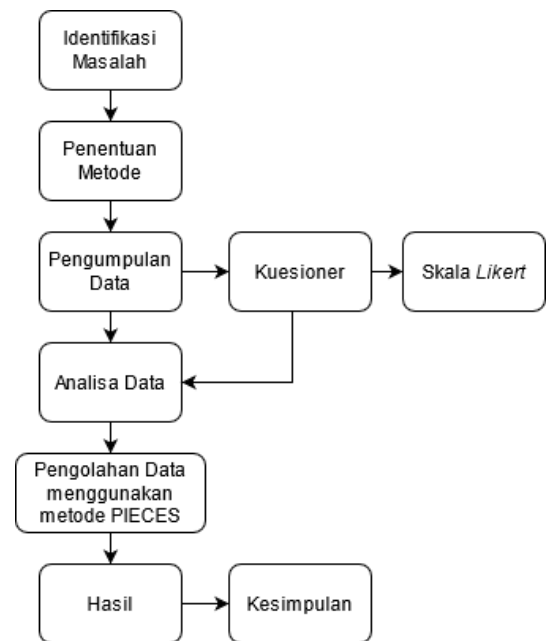 Identifikasi
Masalah
Penentuan
Metode
Pengumpulan
Data
Kuesioner
Skala Likert
Analisa Data
Pengolahan Data
menggunakan
metode PIECES
Hasil
Kesimpulan